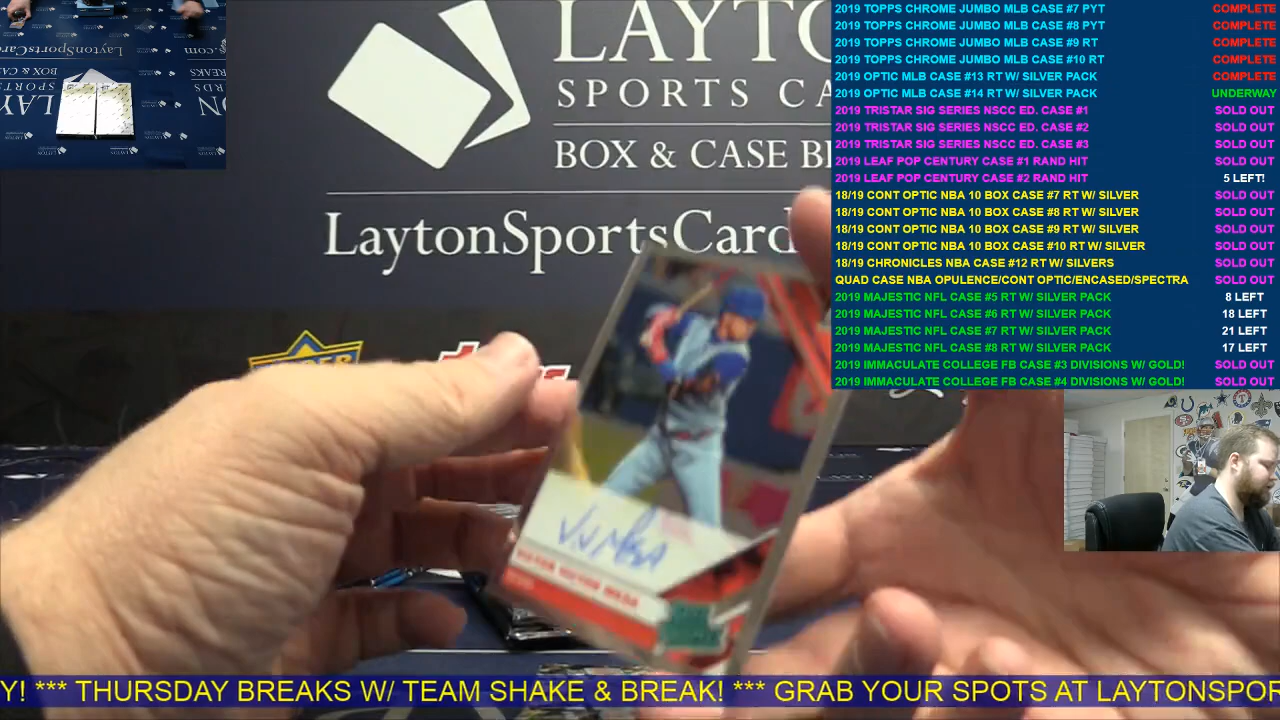 LAYTO
SPORTS CA
BOX & CASE BR
LaytonSportsCard
2019 TOPPS CHROME JUMBO MLB CASE #7 PYT COMPLETE
2019 TOPPS CHROME JUMBO MLB CASE #8 PYT COMPLETE
2019 TOPPS CHROME JUMBO MLB CASE #9 RT COMPLETE
2019 TOPPS CHROME JUMBO MLB CASE #10 RT COMPLETE
2019 OPTIC MLB CASE #13 RT W/ SILVER PACK COMPLETE
2019 OPTIC MLB CASE #14 RT W/ SILVER PACK UNDERWAY
2019 TRISTAR SIG SERIES NSCC ED. CASE #1 SOLD OUT
2019 TRISTAR SIG SERIES NSCC ED. CASE #2 SOLD OUT
2019 TRISTAR SIG SERIES NSCC ED. CASE #3 SOLD OUT
2019 LEAF POP CENTURY CASE #1 RAND HIT SOLD OUT
2019 LEAF POP CENTURY CASE #2 RAND HIT 5 LEFT!
18/19 CONT OPTIC NBA 10 BOX CASE #7 RT W/ SILVER SOLD OUT
18/19 CONT OPTIC NBA 10 BOX CASE #8 RT W/ SILVER SOLD OUT
18/19 CONT OPTIC NBA 10 BOX CASE #9 RT W/ SILVER SOLD OUT
18/19 CONT OPTIC NBA 10 BOX CASE #10 RT W/ SILVER SOLD OUT
18/19 CHRONICLES NBA CASE #12 RT W/ SILVERS SOLD OUT
QUAD CASE NBA OPULENCE/CONT OPTIC/ENCASED/SPECTRA SOLD OUT
2019 MAJESTIC NFL CASE #5 RT W/ SILVER PACK 8 LEFT
2019 MAJESTIC NFL CASE #6 RT W/ SILVER PACK 18 LEFT
2019 MAJESTIC NFL CASE #7 RT W/ SILVER PACK 21 LEFT
2019 MAJESTIC NFL CASE #8 RT W/ SILVER PACK 17 LEFT
2019 IMMACULATE COLLEGE FB CASE #3 DIVISIONS W/ GOLD! SOLD OUT
2019 IMMACULATE COLLEGE FB CASE #4 DIVISIONS W/ GOLD! SOLD OUT
Y! *** THURSDAY BREAKS W/ TEAM SHAKE & BREAK! *** GRAB YOUR SPOTS AT LAYTONSPOR